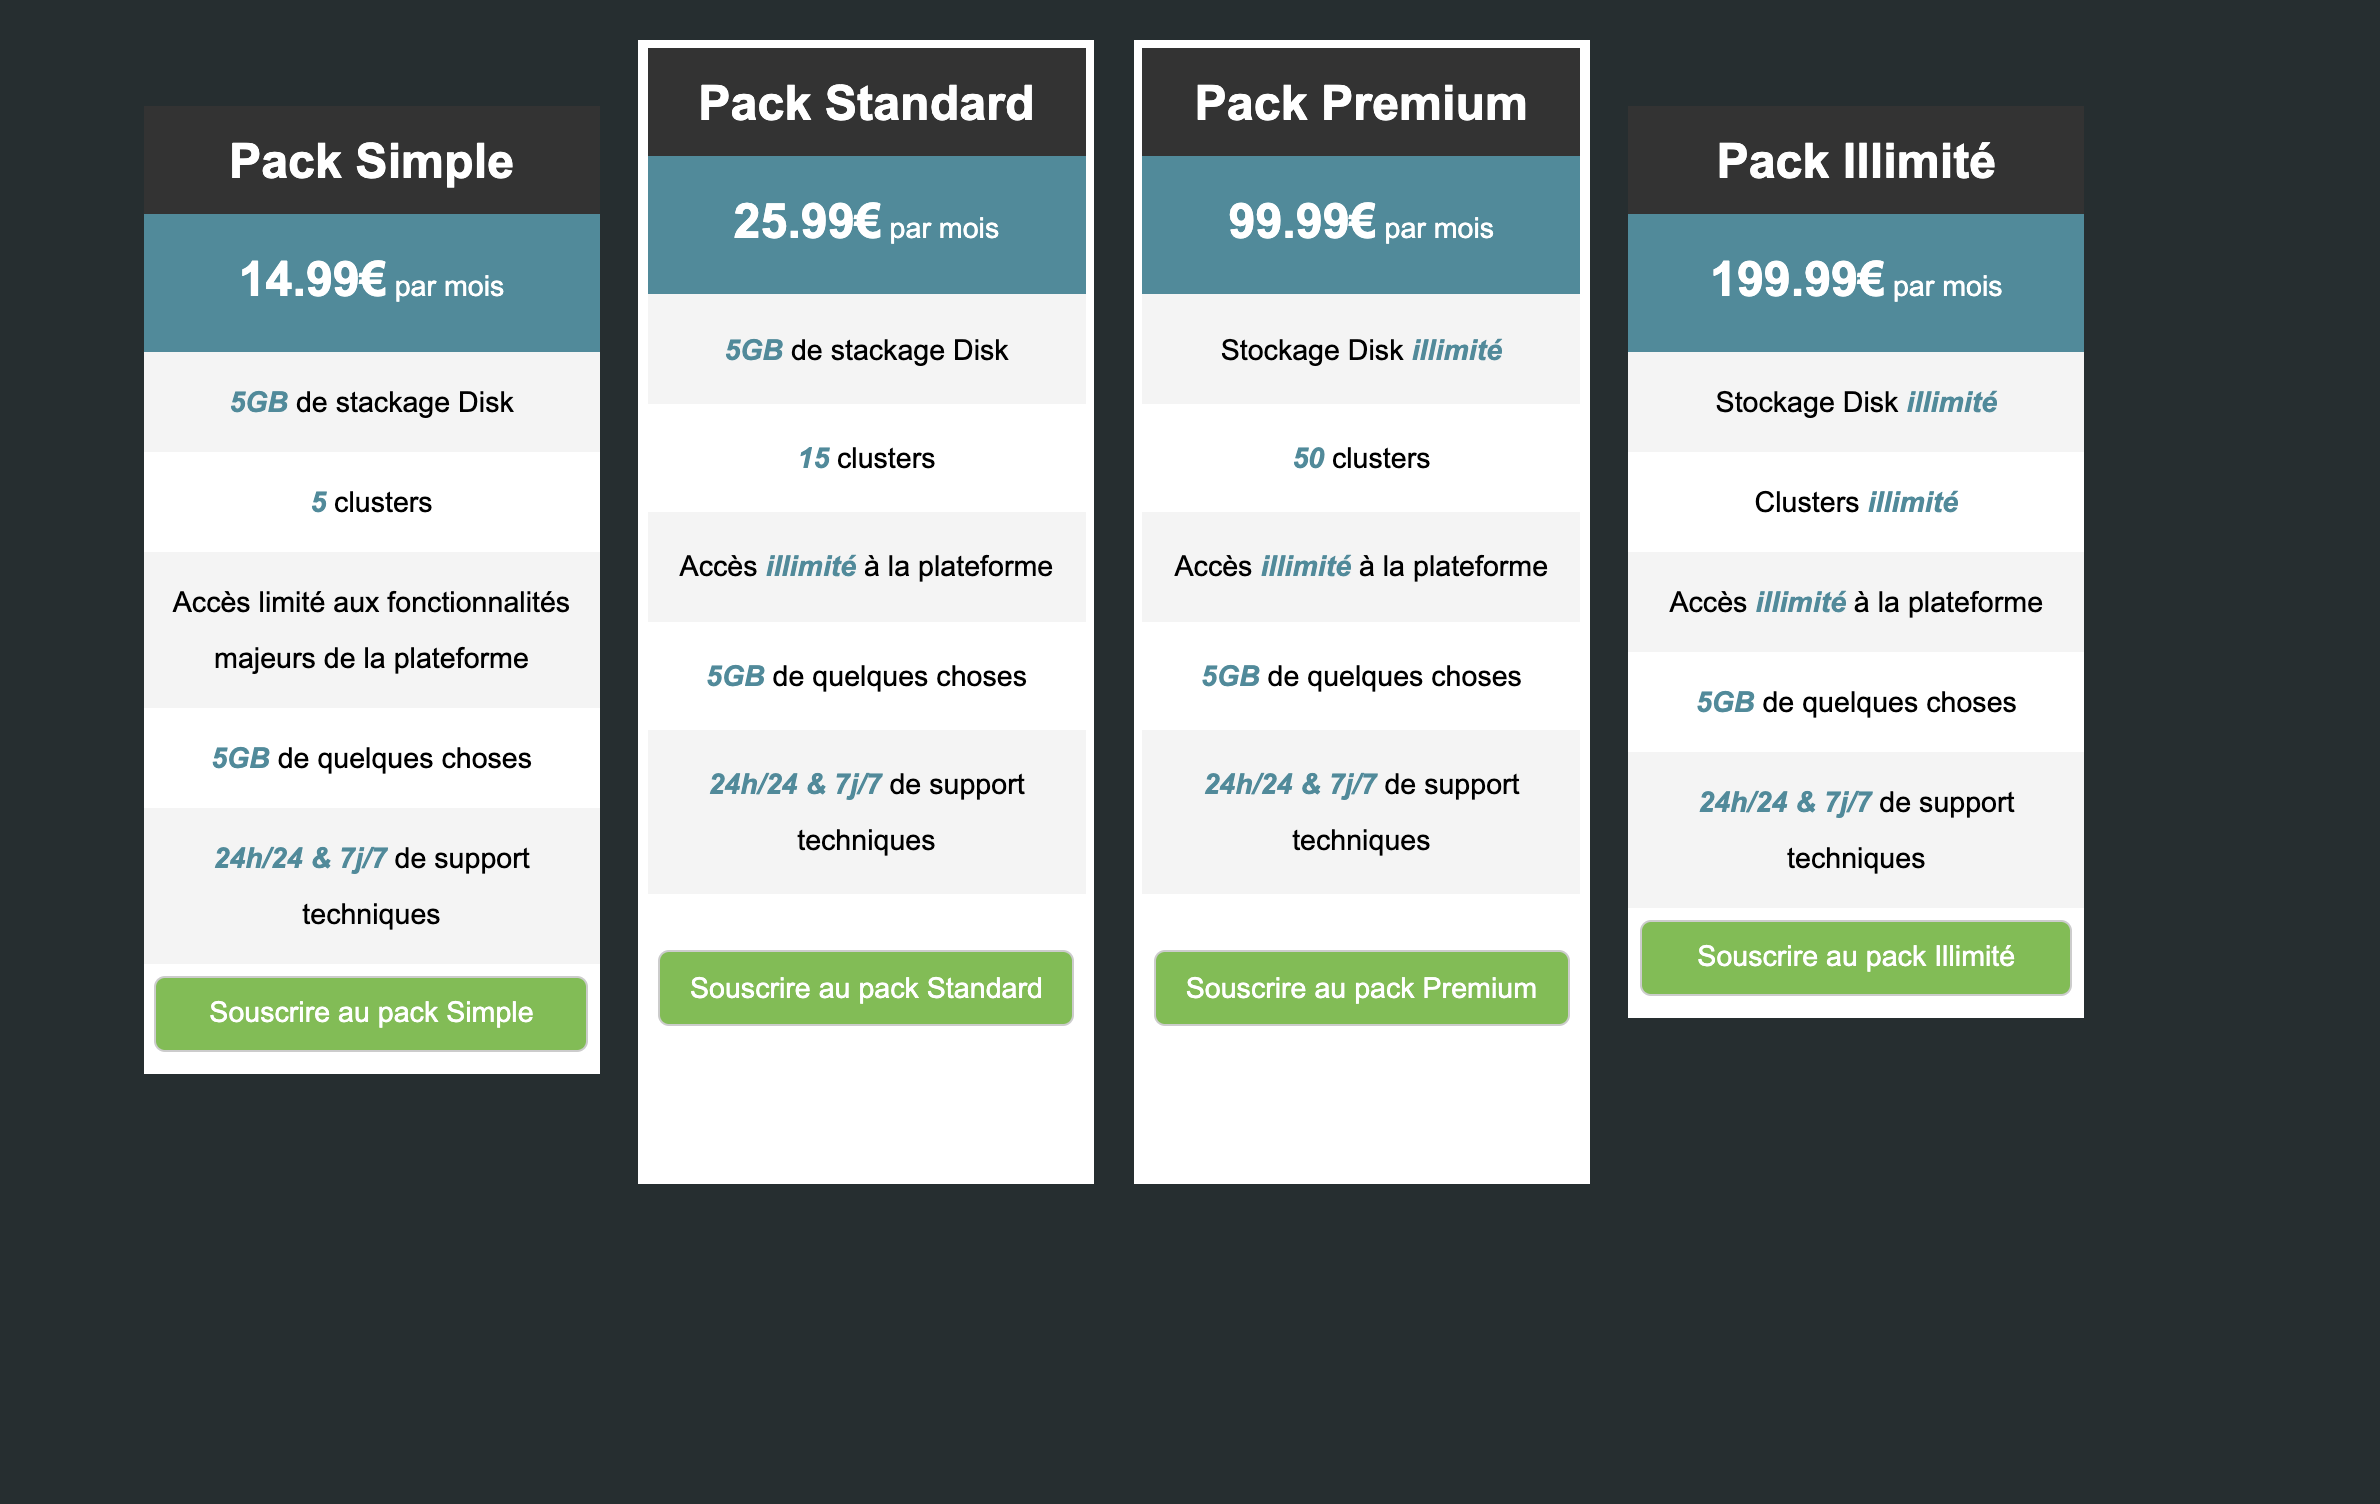 Pack Simple
14.99€ par mois
5GB de stackage Disk
5 clusters
Accès limité aux fonctionnalités
majeurs de la plateforme
5GB de quelques choses
24h/24 & 7j/7 de support
techniques
Souscrire au pack Simple
Pack Standard
25.99€ par mois
5GB de stackage Disk
15 clusters
Accès illimité à la plateforme
5GB de quelques choses
24h/24 & 7j/7 de support
techniques
Souscrire au pack Standard
Pack Premium
99.99€ par mois
Stockage Disk illimité
50 clusters
Accès illimité à la plateforme
5GB de quelques choses
24h/24 & 7j/7 de support
techniques
Souscrire au pack Premium
Pack Illimité
199.99€ par mois
Stockage Disk illimité
Clusters illimité
Accès illimité à la plateforme
5GB de quelques choses
24h/24 & 7j/7 de support
techniques
Souscrire au pack Illimité